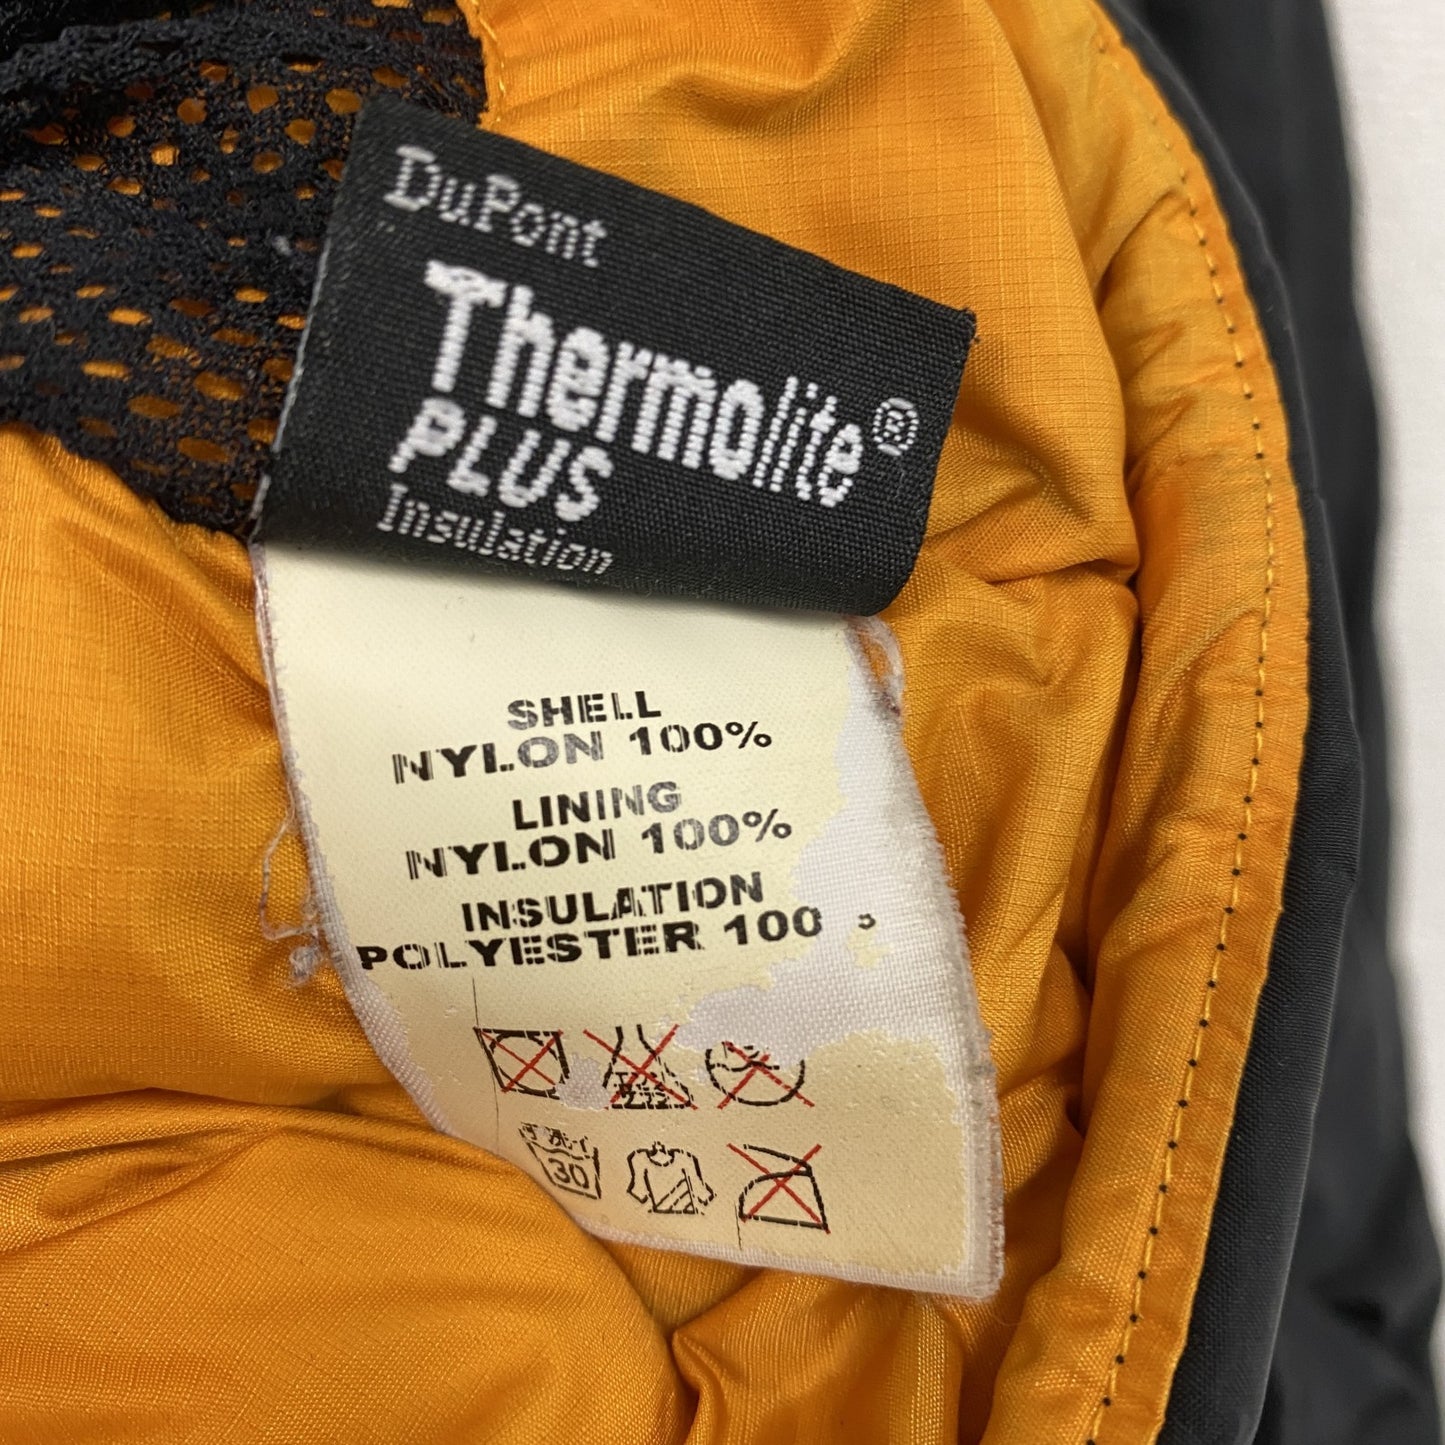 DuPont
Thermolite®
PLUS
Insulation
SHELL
NYLON 100%
LINING
NYLON 100%
INSULATION
POLYESTER 100
30